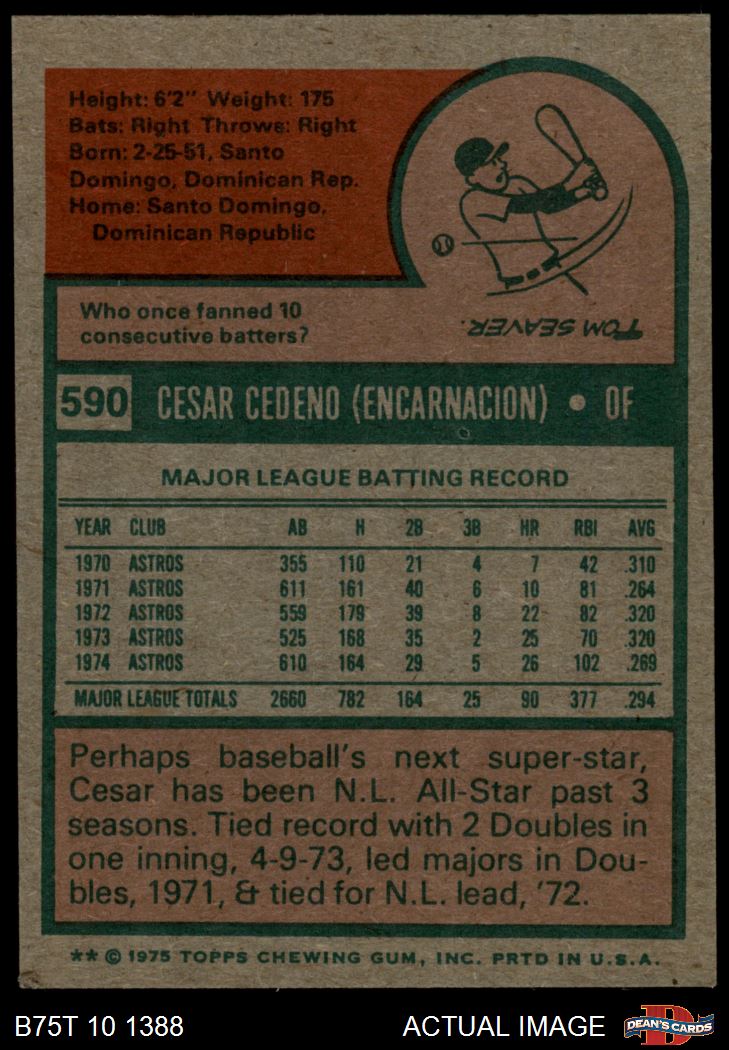 Height: 6'2" Weight: 175
Bats: Right Throws: Right
Born: 2-25-51, Santo
Domingo, Dominican Rep.
Home: Santo Domingo,
Dominican Republic
Who once fanned 10
consecutive batters?
TOM SEAVER.
590 CESAR CEDENO (ENCARNACION) • OF
MAJOR LEAGUE BATTING RECORD
YEAR CLUB AB H 2B 3B HR RBI AVG
1970 ASTROS 355 110 21 4 7 42 .310
1971 ASTROS 611 161 40 6 10 81 .264
1972 ASTROS 559 179 39 8 22 82 .320
1973 ASTROS 525 168 35 2 25 70 .320
1974 ASTROS 610 164 29 5 26 102 .269
MAJOR LEAGUE TOTALS 2660 782 164 25 90 377 .294
Perhaps baseball's next super-star,
Cesar has been N.L. All-Star past 3
seasons. Tied record with 2 Doubles in
one inning, 4-9-73, led majors in Dou-
bles, 1971, & tied for N.L. lead, '72.
** © 1975 TOPPS CHEWING GUM, INC. PRTD IN U.S.A.
B75T 10 1388 ACTUAL IMAGE
D
DEAN'S CARDS